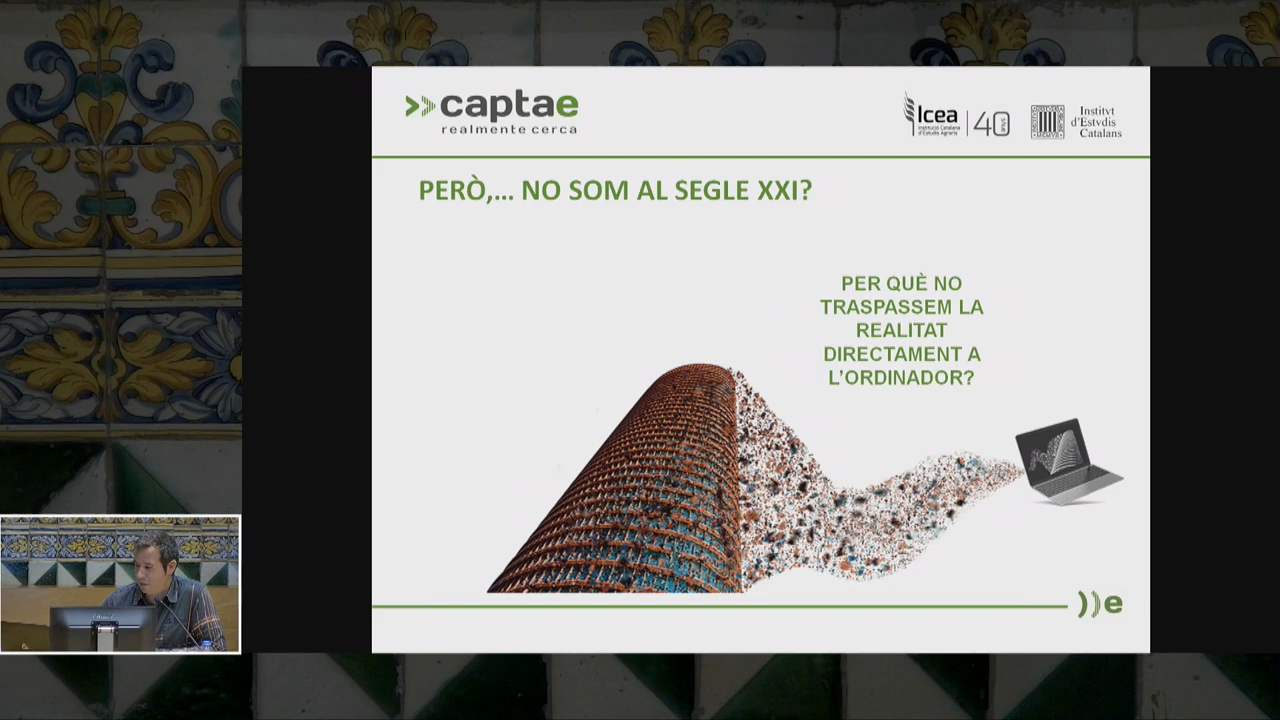 captae
realmente cerca
Icea
Institució Catalana
d'Estudis Agraris
40
anys
Institvt
d'Estvdis
Catalans
PERÒ,... NO SOM AL SEGLE XXI?
PER QUÈ NO
TRASPASSEM LA
REALITAT
DIRECTAMENT A
L'ORDINADOR?
e